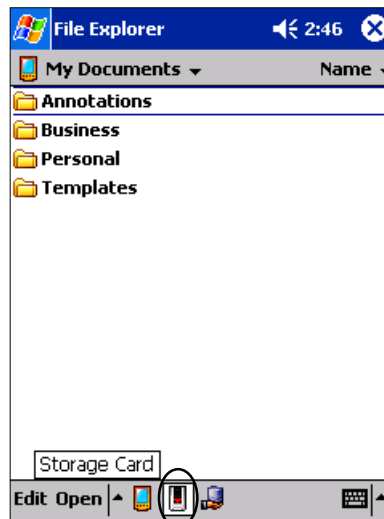 File Explorer 2:46
My Documents Name
Annotations
Business
Personal
Templates
Storage Card
Edit Open